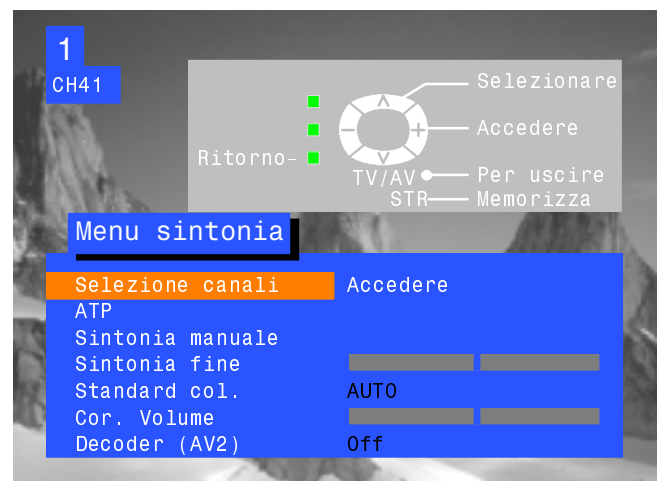 1
CH41
Selezionare
Accedere
Ritorno-
TV/AV Per uscire
STR Memorizza
Menu sintonia
Selezione canali Accedere
ATP
Sintonia manuale
Sintonia fine
Standard col. AUTO
Cor. Volume
Decoder (AV2) Off